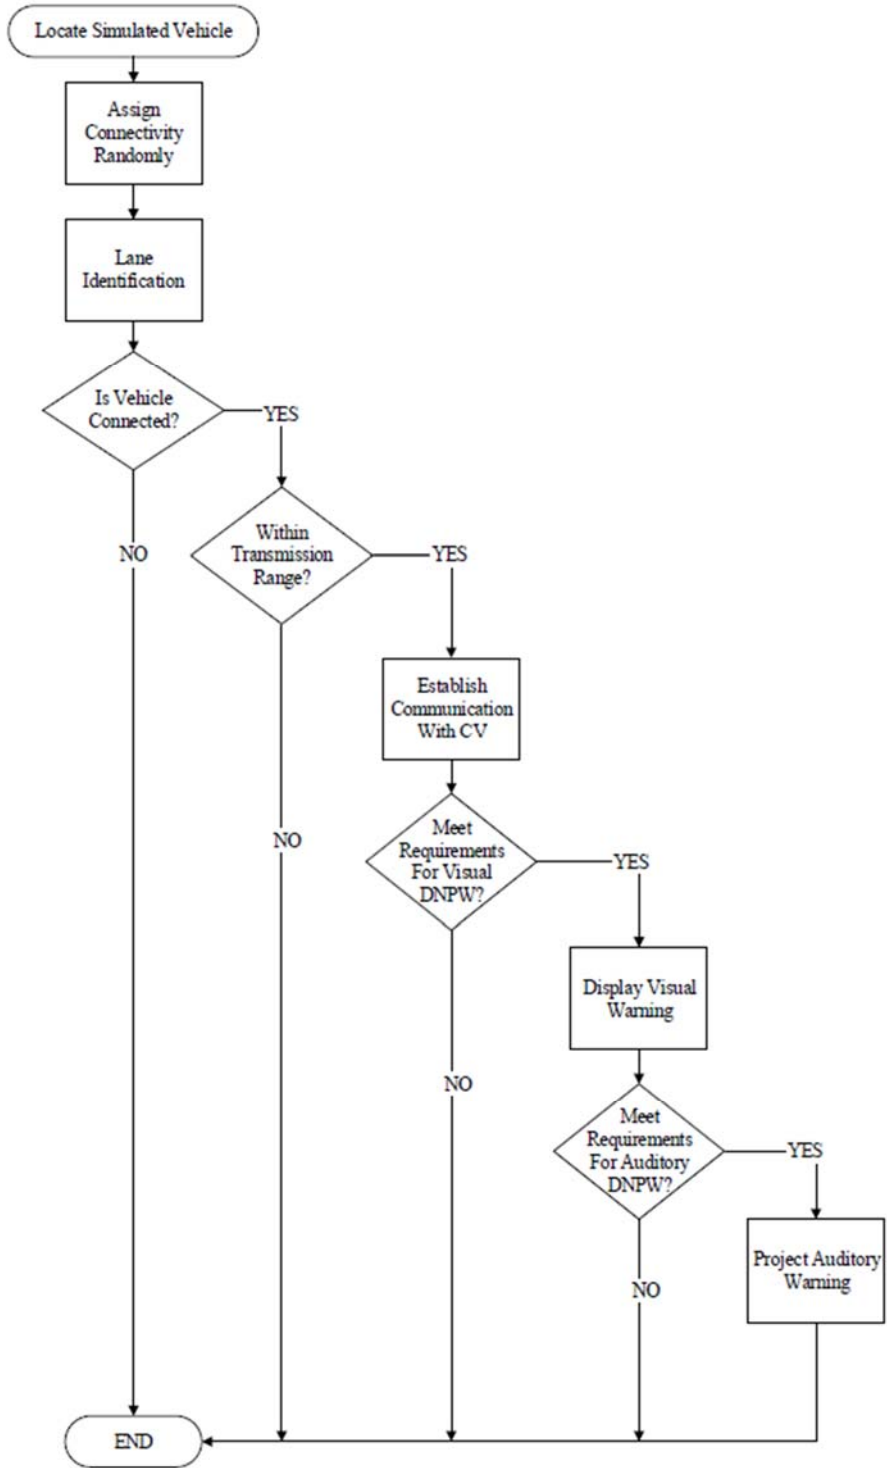 Locate Simulated Vehicle
Assign
Connectivity
Randomly
Lane
Identification
Is Vehicle
Connected?
YES
NO
Within
Transmission
Range?
YES
NO
Establish
Communication
With CV
Meet
Requirements
For Visual
DNPW?
YES
NO
Display Visual
Warning
Meet
Requirements
For Auditory
DNPW?
YES
NO
Project Auditory
Warning
END